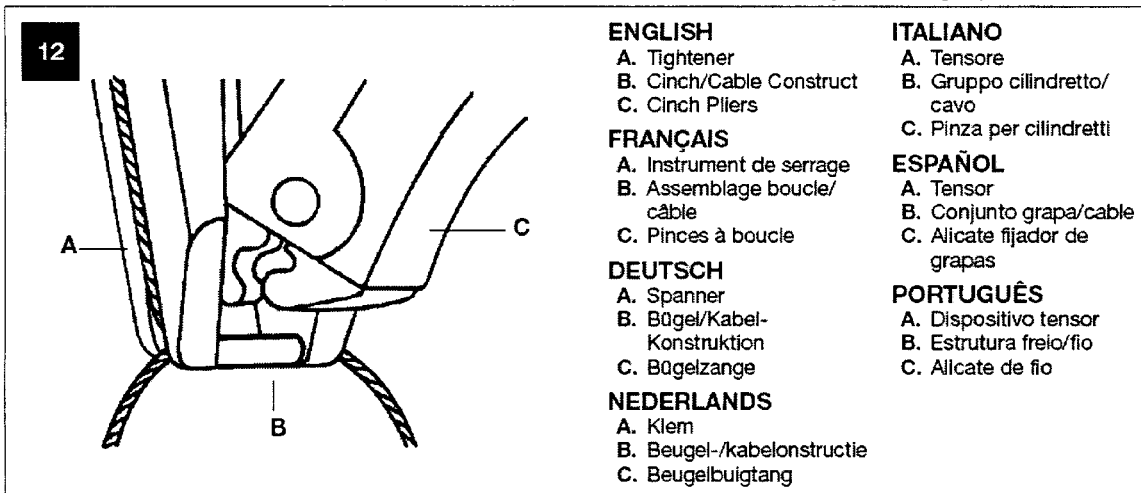 12
A
B
C
ENGLISH
A. Tightener
B. Cinch/Cable Construct
C. Cinch Pliers
FRANÇAIS
A. Instrument de serrage
B. Assemblage boucle/
câble
C. Pinces à boucle
DEUTSCH
A. Spanner
B. Bügel/Kabel-
Konstruktion
C. Bügelzange
NEDERLANDS
A. Klem
B. Beugel-/kabelonstructie
C. Beugelbuigtang
ITALIANO
A. Tensore
B. Gruppo cilindretto/
cavo
C. Pinza per cilindretti
ESPAÑOL
A. Tensor
B. Conjunto grapa/cable
C. Alicate fijador de
grapas
PORTUGUÊS
A. Dispositivo tensor
B. Estrutura freio/fio
C. Alicate de fio